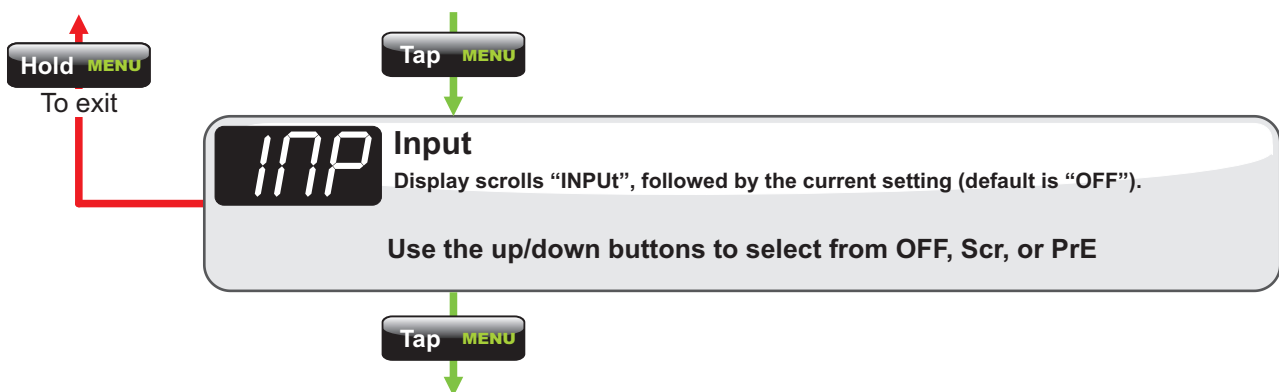 Hold MENU
To exit
Tap MENU
INP
Input
Display scrolls “INPUt”, followed by the current setting (default is “OFF”).
Use the up/down buttons to select from OFF, Scr, or PrE
Tap MENU